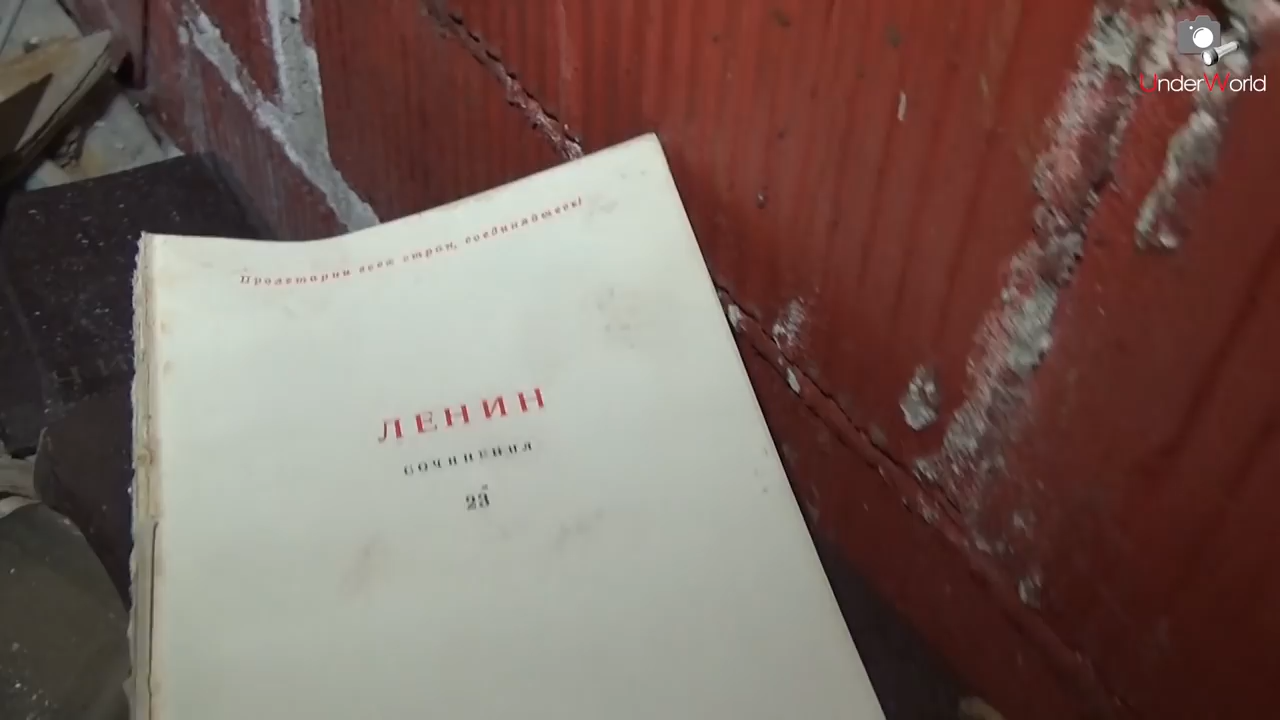 UnderWorld
Пролетарии всех стран, соединяйтесь!
ЛЕНИН
СОЧИНЕНИЯ
23